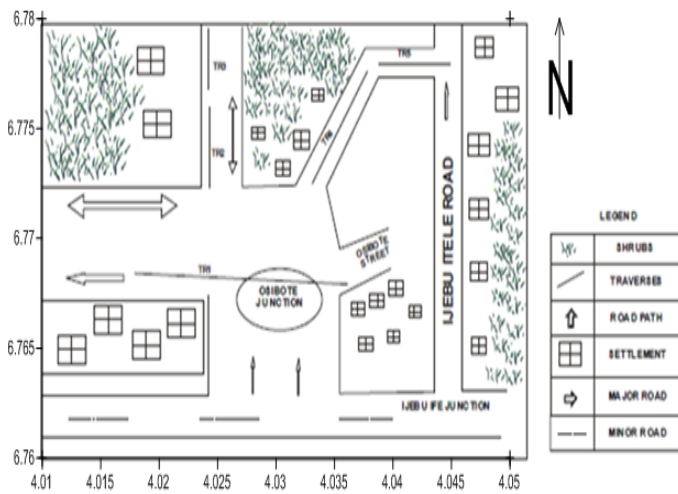 6.78
TR3
TR5
N
6.775
TR2
TR4
IJEBU ITELE ROAD
6.77
OSIBOTE
STREET
TR1
OSIBOTE
JUNCTION
6.765
IJEBU IFE JUNCTION
6.76
4.01 4.015 4.02 4.025 4.03 4.035 4.04 4.045 4.05
LEGEND
SHRUBS
TRAVERSES
ROAD PATH
SETTLEMENT
MAJOR ROAD
MINOR ROAD